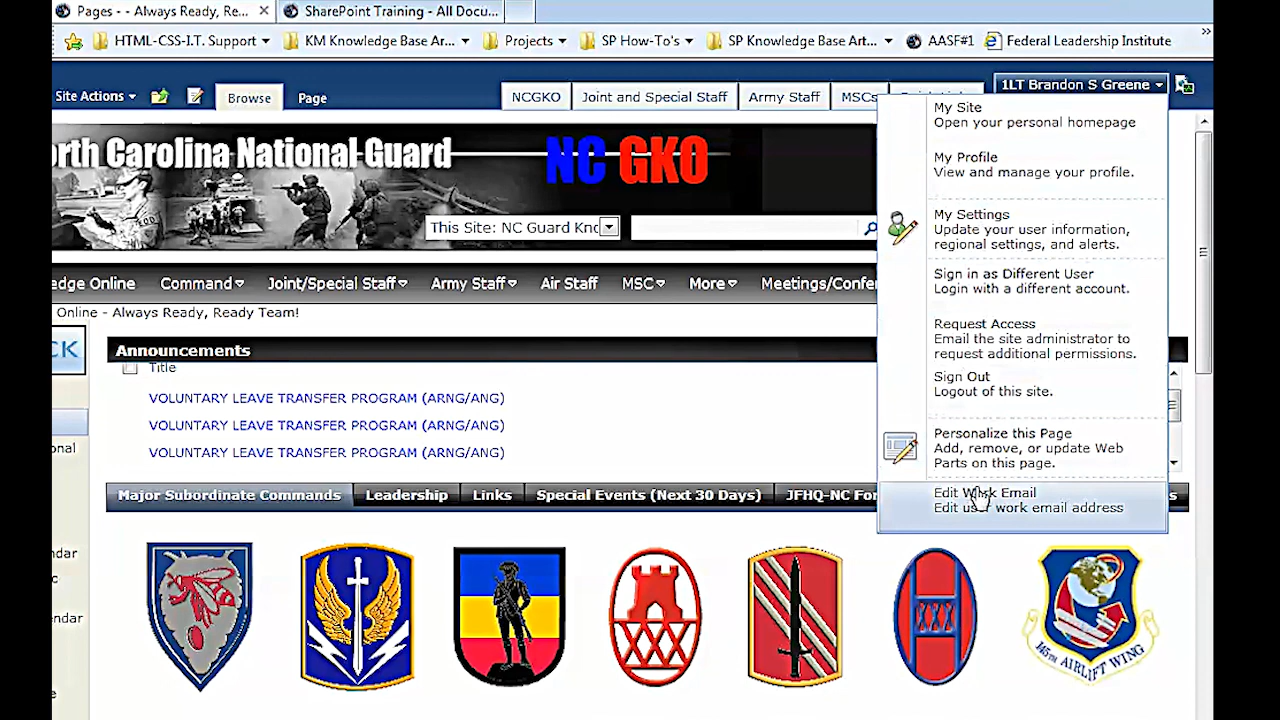 Pages - - Always Ready, Re...
SharePoint Training - All Docu...
HTML-CSS-I.T. Support
KM Knowledge Base Ar...
Projects
SP How-To's
SP Knowledge Base Art...
AASF#1
Federal Leadership Institute
Site Actions
Browse
Page
NCGKO
Joint and Special Staff
Army Staff
MSCs
1LT Brandon S Greene
orth Carolina National Guard
NC GKO
This Site: NC Guard Kno
edge Online
Command
Joint/Special Staff
Army Staff
Air Staff
MSC
More
Meetings/Confer
Online - Always Ready, Ready Team!
CK
Announcements
Title
VOLUNTARY LEAVE TRANSFER PROGRAM (ARNG/ANG)
VOLUNTARY LEAVE TRANSFER PROGRAM (ARNG/ANG)
VOLUNTARY LEAVE TRANSFER PROGRAM (ARNG/ANG)
onal
Major Subordinate Commands
Leadership
Links
Special Events (Next 30 Days)
JFHQ-NC For
s
My Site
Open your personal homepage
My Profile
View and manage your profile.
My Settings
Update your user information,
regional settings, and alerts.
Sign in as Different User
Login with a different account.
Request Access
Email the site administrator to
request additional permissions.
Sign Out
Logout of this site.
Personalize this Page
Add, remove, or update Web
Parts on this page.
Edit Work Email
Edit user work email address
ndar
c
endar
e
145TH AIRLIFT WING